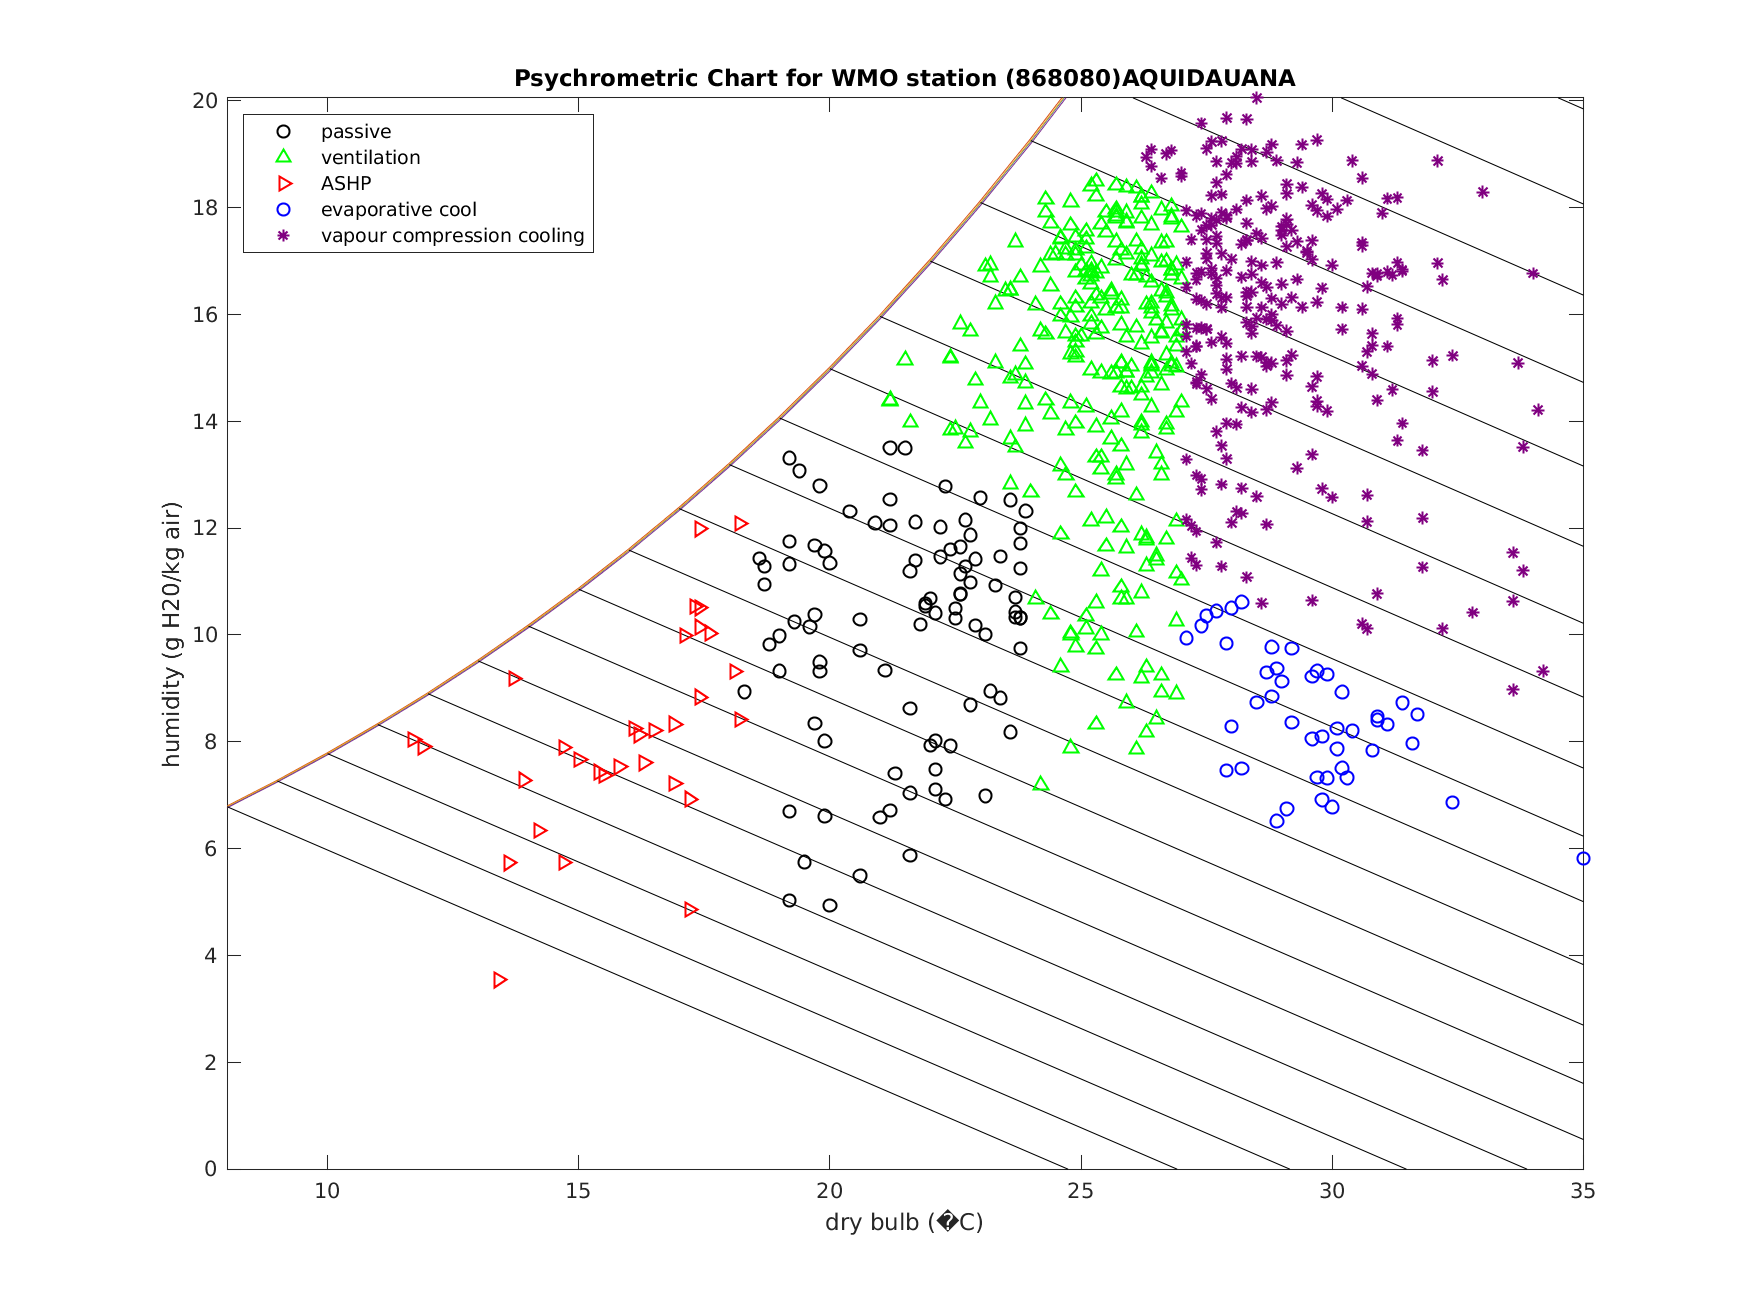 Psychrometric Chart for WMO station (868080)AQUIDAUANA
passive
ventilation
ASHP
evaporative cool
vapour compression cooling
humidity (g H20/kg air)
20
18
16
14
12
10
8
6
4
2
0
10 15 20 25 30 35
dry bulb (�C)